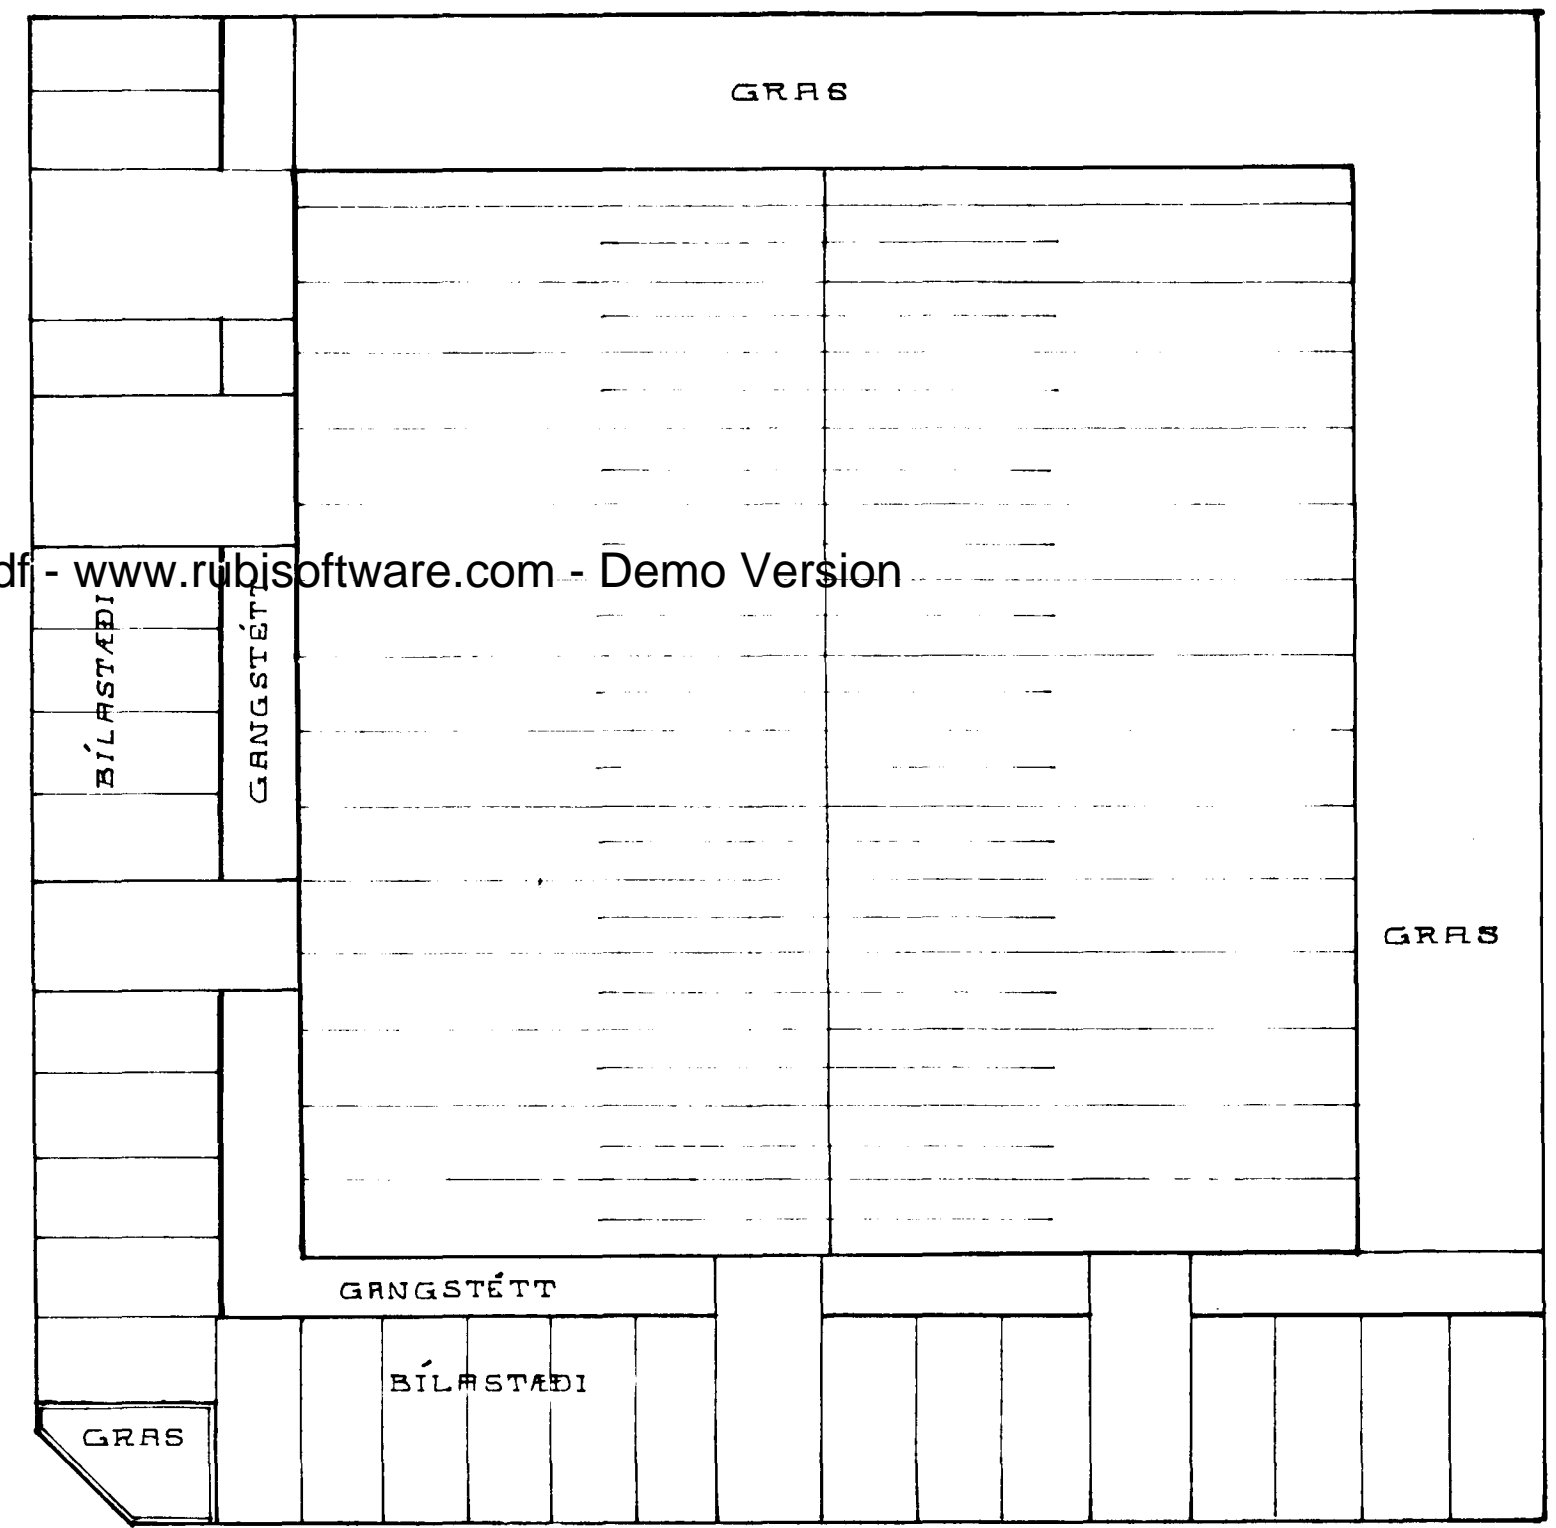 GRAS
df - www.rubisoftware.com - Demo Version
BÍLASTÆÐI
GANGSTÉTT
GRAS
GANGSTÉTT
BÍLASTÆÐI
GRAS